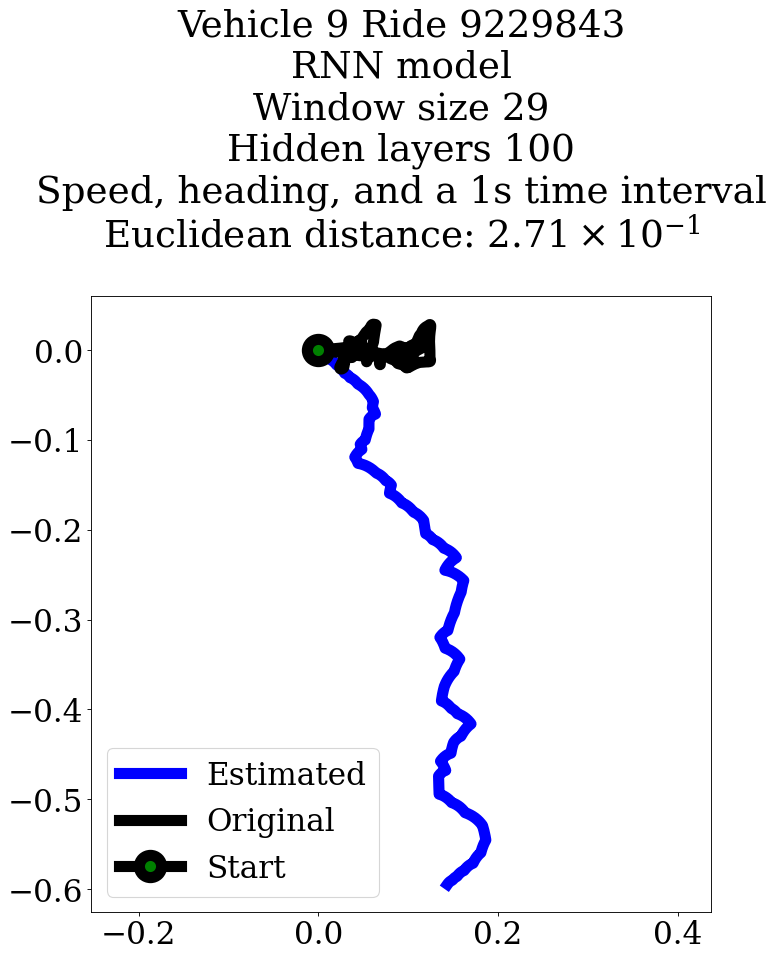 Vehicle 9 Ride 9229843
RNN model
Window size 29
Hidden layers 100
Speed, heading, and a 1s time interval
Euclidean distance: 2.71 × 10⁻¹
0.0
−0.1
−0.2
−0.3
−0.4
−0.5
−0.6
Estimated
Original
Start
−0.2 0.0 0.2 0.4